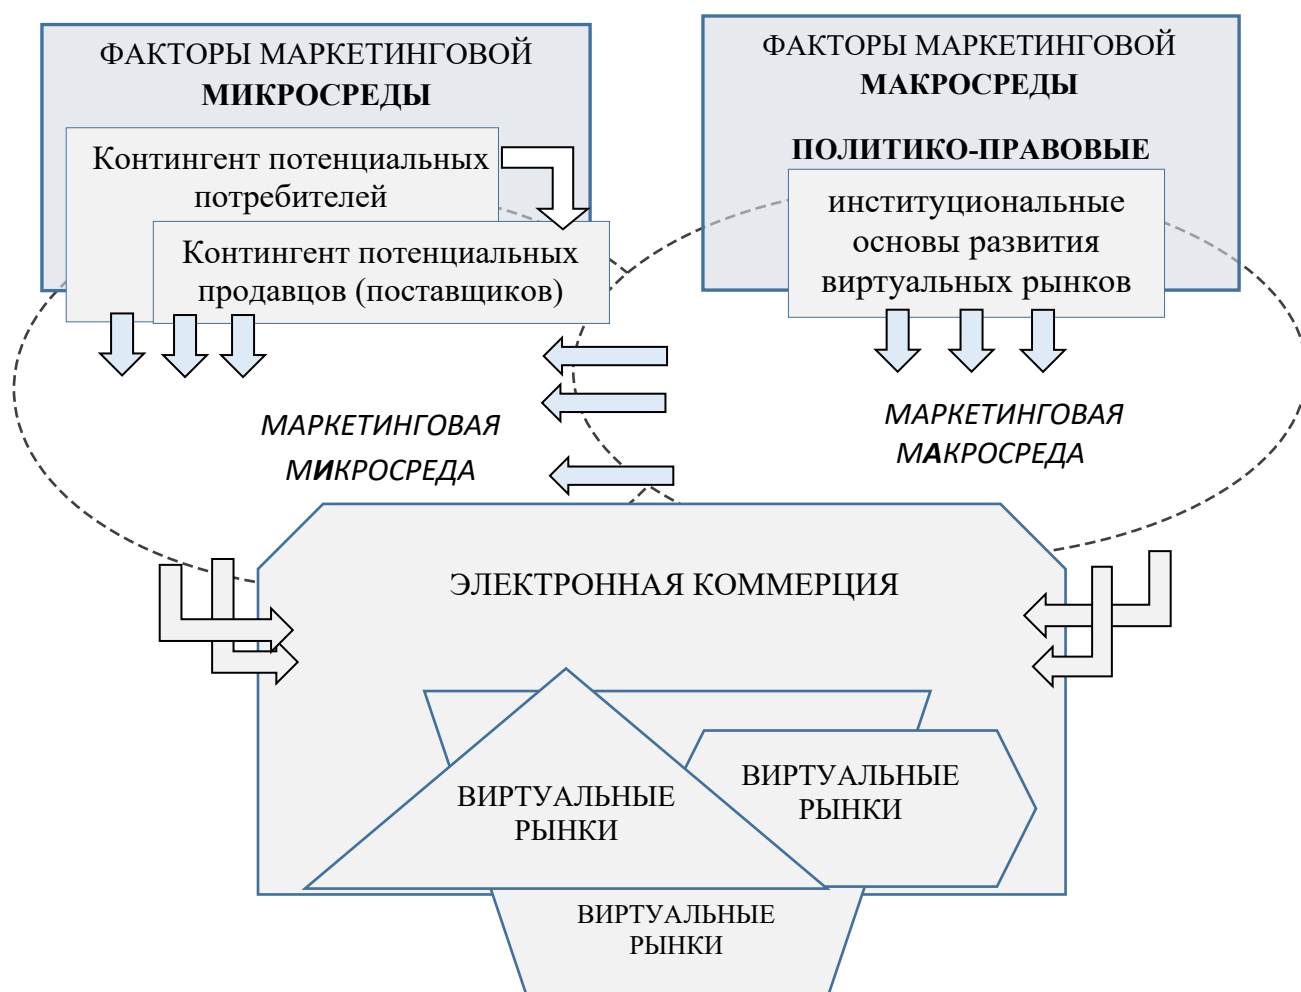 ФАКТОРЫ МАРКЕТИНГОВОЙ
МИКРОСРЕДЫ
Контингент потенциальных
потребителей
Контингент потенциальных
продавцов (поставщиков)
ФАКТОРЫ МАРКЕТИНГОВОЙ
МАКРОСРЕДЫ
ПОЛИТИКО-ПРАВОВЫЕ
институциональные
основы развития
виртуальных рынков
МАРКЕТИНГОВАЯ
МИКРОСРЕДА
МАРКЕТИНГОВАЯ
МАКРОСРЕДА
ЭЛЕКТРОННАЯ КОММЕРЦИЯ
ВИРТУАЛЬНЫЕ
РЫНКИ
ВИРТУАЛЬНЫЕ
РЫНКИ
ВИРТУАЛЬНЫЕ
РЫНКИ